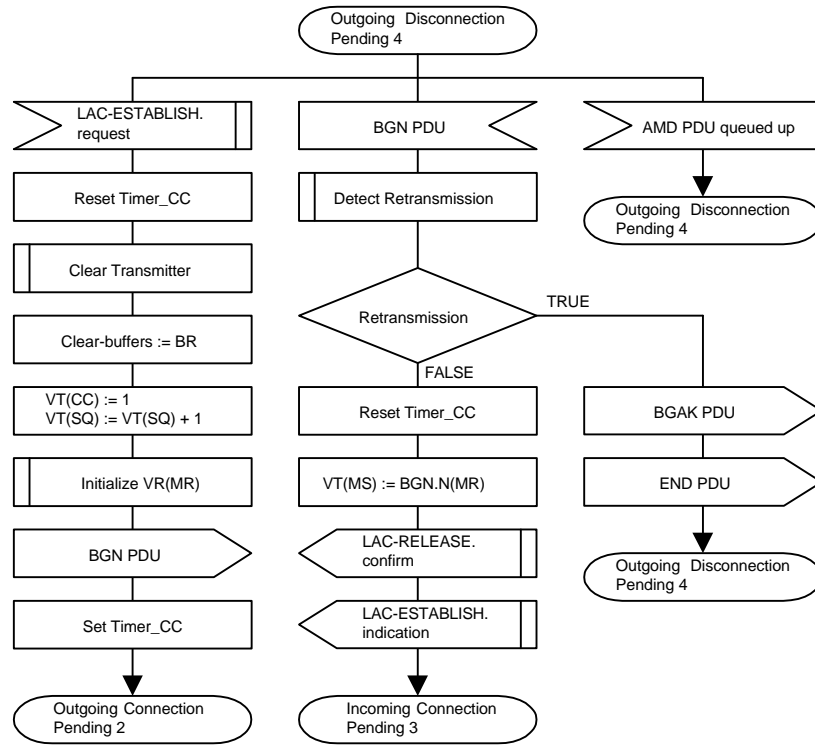 Outgoing Disconnection
Pending 4
LAC-ESTABLISH.
request
Reset Timer_CC
Clear Transmitter
Clear-buffers := BR
VT(CC) := 1
VT(SQ) := VT(SQ) + 1
Initialize VR(MR)
BGN PDU
Set Timer_CC
Outgoing Connection
Pending 2
BGN PDU
Detect Retransmission
Retransmission
TRUE
FALSE
Reset Timer_CC
VT(MS) := BGN.N(MR)
LAC-RELEASE.
confirm
LAC-ESTABLISH.
indication
Incoming Connection
Pending 3
AMD PDU queued up
Outgoing Disconnection
Pending 4
BGAK PDU
END PDU
Outgoing Disconnection
Pending 4